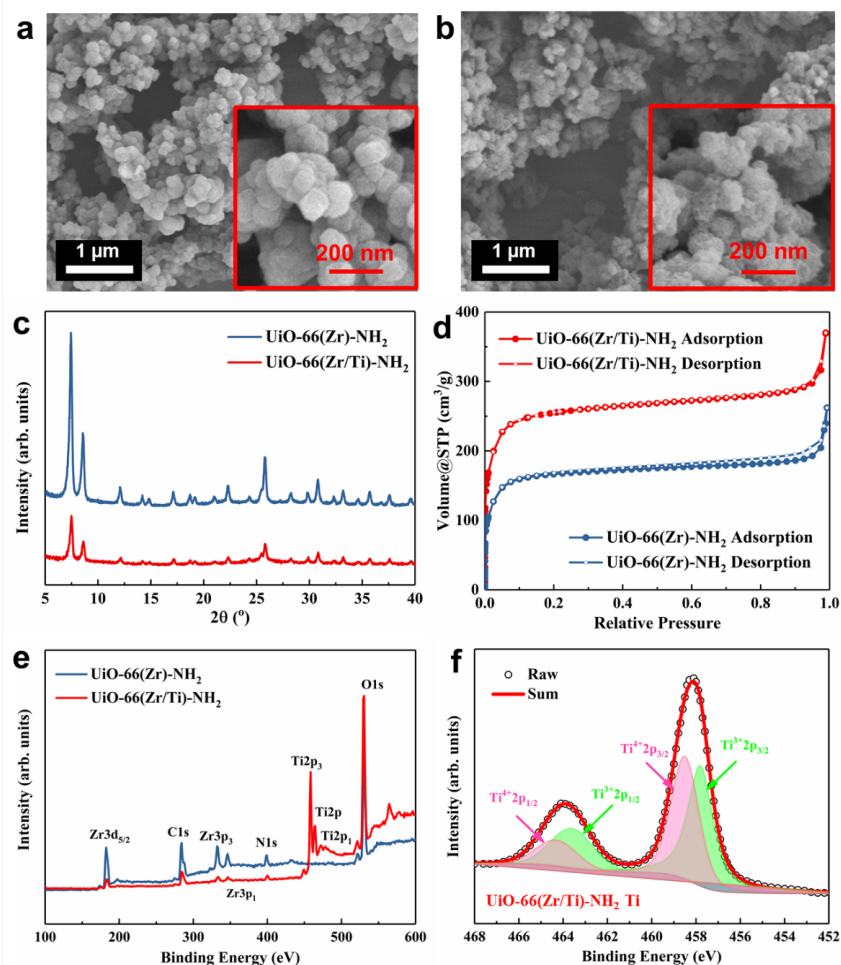 a
1 µm
200 nm
b
1 µm
200 nm
c
UiO-66(Zr)-NH₂
UiO-66(Zr/Ti)-NH₂
Intensity (arb. units)
5 10 15 20 25 30 35 40
2θ (°)
d
400
300
200
100
0
UiO-66(Zr/Ti)-NH₂ Adsorption
UiO-66(Zr/Ti)-NH₂ Desorption
UiO-66(Zr)-NH₂ Adsorption
UiO-66(Zr)-NH₂ Desorption
Volume@STP (cm³/g)
0.0 0.2 0.4 0.6 0.8 1.0
Relative Pressure
e
UiO-66(Zr)-NH₂
UiO-66(Zr/Ti)-NH₂
O1s
Ti2p₃
Ti2p
Ti2p₁
Zr3d₅/₂
C1s
Zr3p₃
N1s
Zr3p₁
Intensity (arb. units)
100 200 300 400 500 600
Binding Energy (eV)
f
Raw
Sum
Ti⁴⁺2p₃/₂
Ti³⁺2p₃/₂
Ti⁴⁺2p₁/₂
Ti³⁺2p₁/₂
UiO-66(Zr/Ti)-NH₂ Ti
Intensity (arb. units)
468 466 464 462 460 458 456 454 452
Binding Energy (eV)